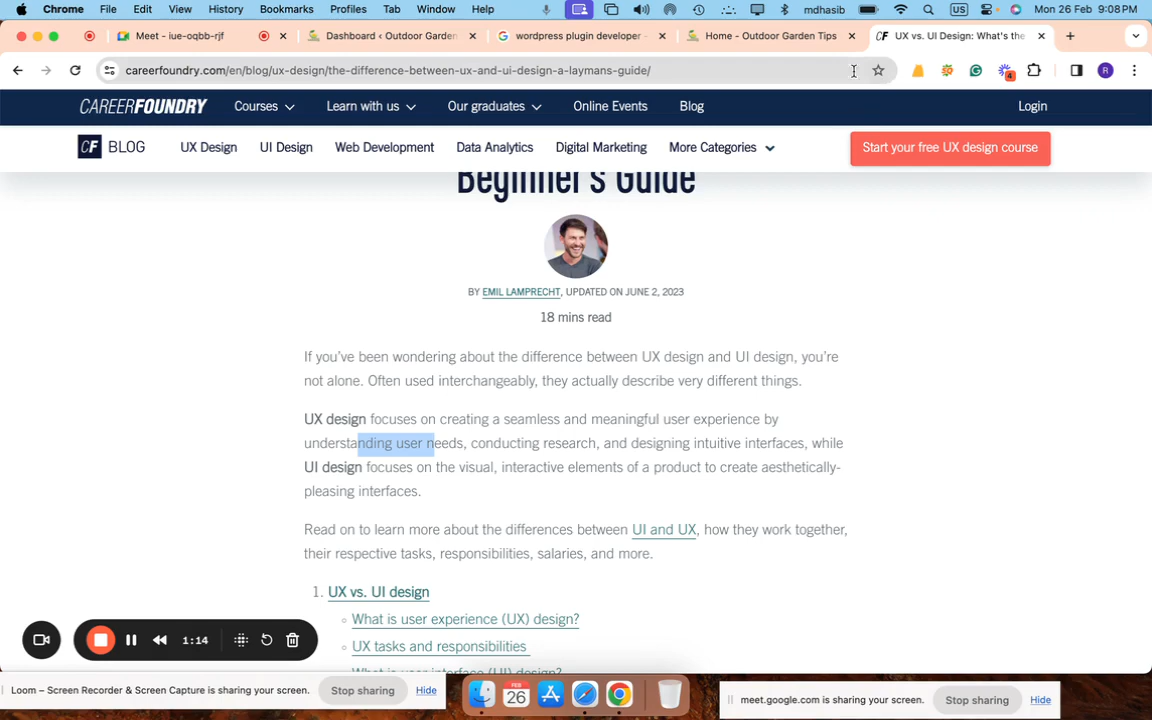 Chrome File Edit View History Bookmarks Profiles Tab Window Help mdhasib US Mon 26 Feb 9:08PM
Meet - iue-oqbb-rjf Dashboard ‹ Outdoor Garden wordpress plugin developer - Home - Outdoor Garden Tips CF UX vs. UI Design: What's the
careerfoundry.com/en/blog/ux-design/the-difference-between-ux-and-ui-design-a-laymans-guide/ 4 R
CAREERFOUNDRY Courses Learn with us Our graduates Online Events Blog Login
CF BLOG UX Design UI Design Web Development Data Analytics Digital Marketing More Categories Start your free UX design course
Beginner's Guide
BY EMIL LAMPRECHT, UPDATED ON JUNE 2, 2023
18 mins read
If you've been wondering about the difference between UX design and UI design, you're
not alone. Often used interchangeably, they actually describe very different things.
UX design focuses on creating a seamless and meaningful user experience by
understanding user needs, conducting research, and designing intuitive interfaces, while
UI design focuses on the visual, interactive elements of a product to create aesthetically-
pleasing interfaces.
Read on to learn more about the differences between UI and UX, how they work together,
their respective tasks, responsibilities, salaries, and more.
1. UX vs. UI design
What is user experience (UX) design?
UX tasks and responsibilities
What is user interface (UI) design?
1:14
Loom – Screen Recorder & Screen Capture is sharing your screen. Stop sharing Hide
FEB
26
meet.google.com is sharing your screen. Stop sharing Hide